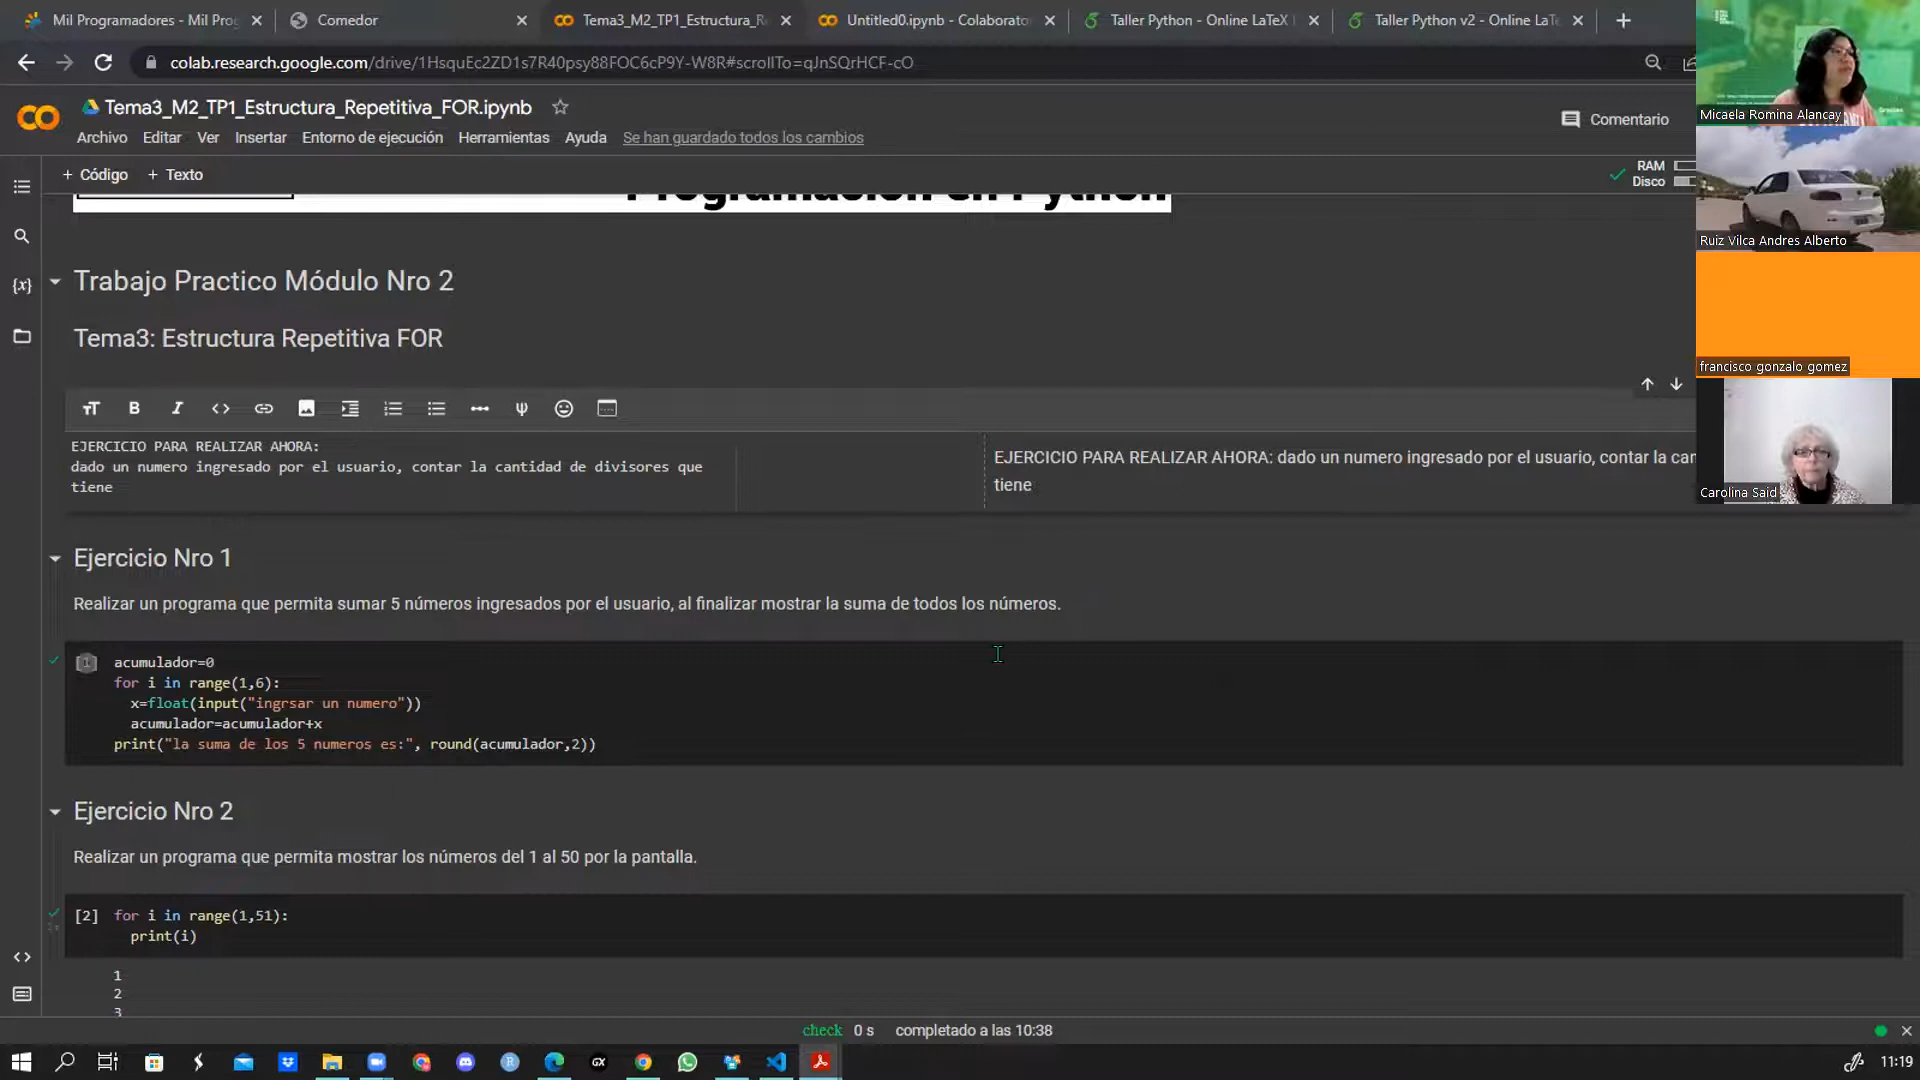 Mil Programadores - Mil Prog
Comedor
Tema3_M2_TP1_Estructura_R
Untitled0.ipynb - Colaborato
Taller Python - Online LaTeX
Taller Python v2 - Online LaTe
colab.research.google.com/drive/1HsquEc2ZD1s7R40psy88FOC6cP9Y-W8R#scrollTo=qJnSQrHCF-cO
Tema3_M2_TP1_Estructura_Repetitiva_FOR.ipynb
Comentario
Archivo Editar Ver Insertar Entorno de ejecución Herramientas Ayuda Se han guardado todos los cambios
+ Código + Texto
RAM
Disco
Programación en Python
Trabajo Practico Módulo Nro 2
Tema3: Estructura Repetitiva FOR
EJERCICIO PARA REALIZAR AHORA:
dado un numero ingresado por el usuario, contar la cantidad de divisores que
tiene
EJERCICIO PARA REALIZAR AHORA: dado un numero ingresado por el usuario, contar la can
tiene
Ejercicio Nro 1
Realizar un programa que permita sumar 5 números ingresados por el usuario, al finalizar mostrar la suma de todos los números.
[1] acumulador=0
for i in range(1,6):
x=float(input("ingrsar un numero"))
acumulador=acumulador+x
print("la suma de los 5 numeros es:", round(acumulador,2))
Ejercicio Nro 2
Realizar un programa que permita mostrar los números del 1 al 50 por la pantalla.
[2] for i in range(1,51):
print(i)
1
2
3
check 0 s completado a las 10:38
11:19
Micaela Romina Alancay
Ruiz Vilca Andres Alberto
francisco gonzalo gomez
Carolina Said